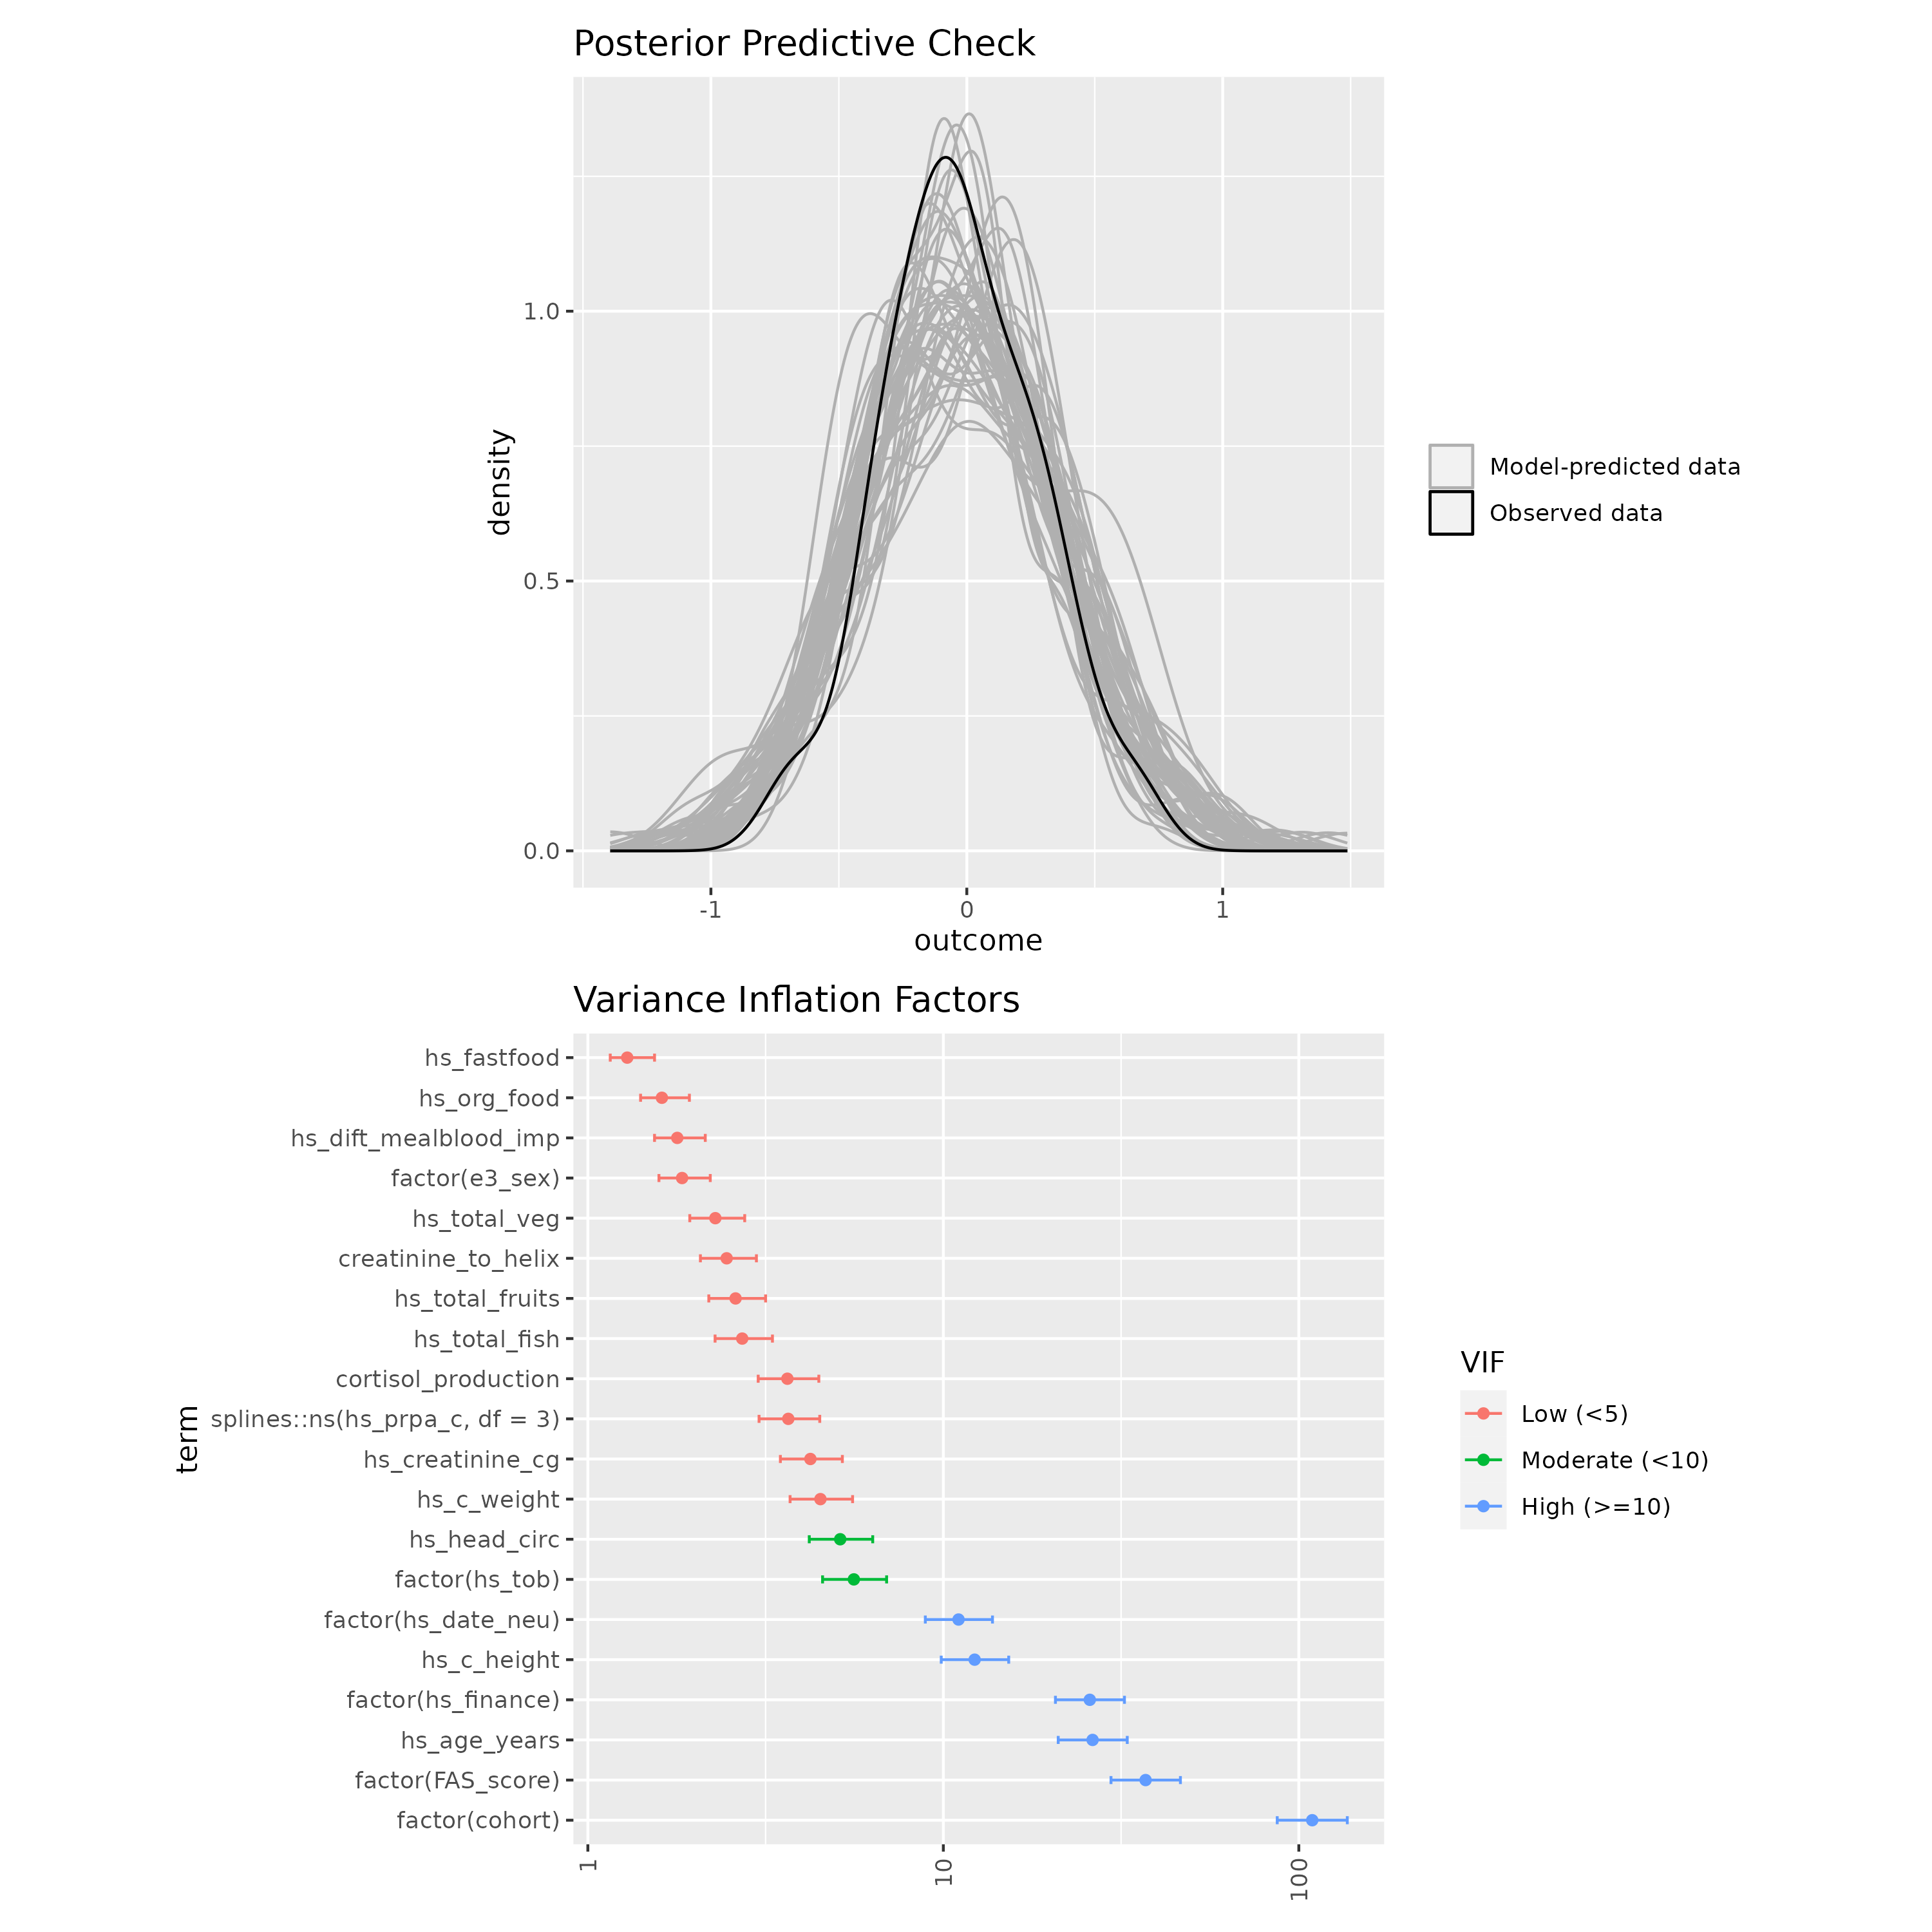 Posterior Predictive Check
density
1.0
0.5
0.0
-1
0
1
outcome
Model-predicted data
Observed data
Variance Inflation Factors
term
hs_fastfood
hs_org_food
hs_dift_mealblood_imp
factor(e3_sex)
hs_total_veg
creatinine_to_helix
hs_total_fruits
hs_total_fish
cortisol_production
splines::ns(hs_prpa_c, df = 3)
hs_creatinine_cg
hs_c_weight
hs_head_circ
factor(hs_tob)
factor(hs_date_neu)
hs_c_height
factor(hs_finance)
hs_age_years
factor(FAS_score)
factor(cohort)
1
10
100
VIF
Low (<5)
Moderate (<10)
High (>=10)